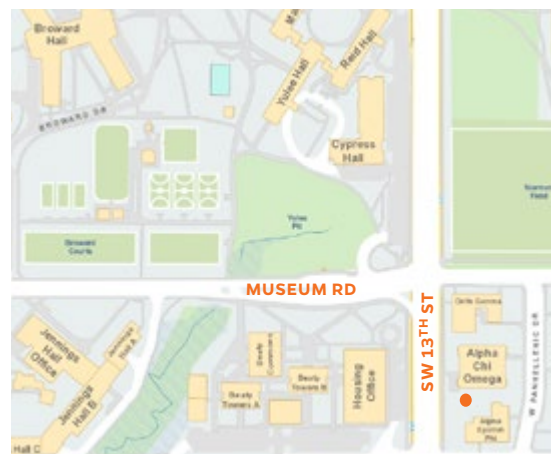 Broward
Hall
Reid Hall
Yulee Hall
BROWARD DR
Cypress
Hall
Yulee
Pit
Broward
Courts
MUSEUM RD
SW 13TH ST
Jennings
Hall
Office
Jennings
Hall A
Jennings
Hall B
Hall C
Beaty
Commons
Beaty
Towers A
Beaty
Towers B
Housing
Office
Delta Gamma
Alpha
Chi
Omega
Alpha
Epsilon
Phi
W PANHELLENIC DR